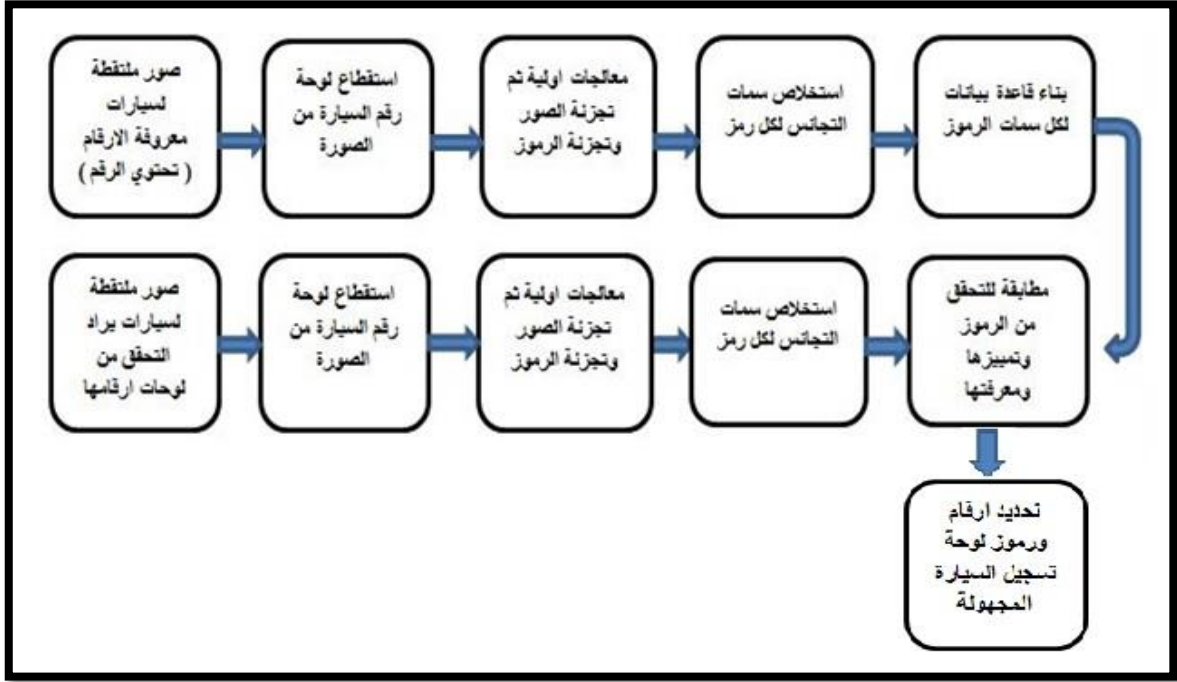 صور ملتقطة
لسيارات
معروفة الارقام
( تحتوي الرقم )
استقطاع لوحة
رقم السيارة من
الصورة
معالجات اولية ثم
تجزئة الصور
وتجزئة الرموز
استخلاص سمات
التجانس لكل رمز
بناء قاعدة بيانات
لكل سمات الرموز
صور ملتقطة
لسيارات يراد
التحقق من
لوحات ارقامها
استقطاع لوحة
رقم السيارة من
الصورة
معالجات اولية ثم
تجزئة الصور
وتجزئة الرموز
استخلاص سمات
التجانس لكل رمز
مطابقة للتحقق
من الرموز
وتمييزها
ومعرفتها
تحديد ارقام
ورموز لوحة
تسجيل السيارة
المجهولة